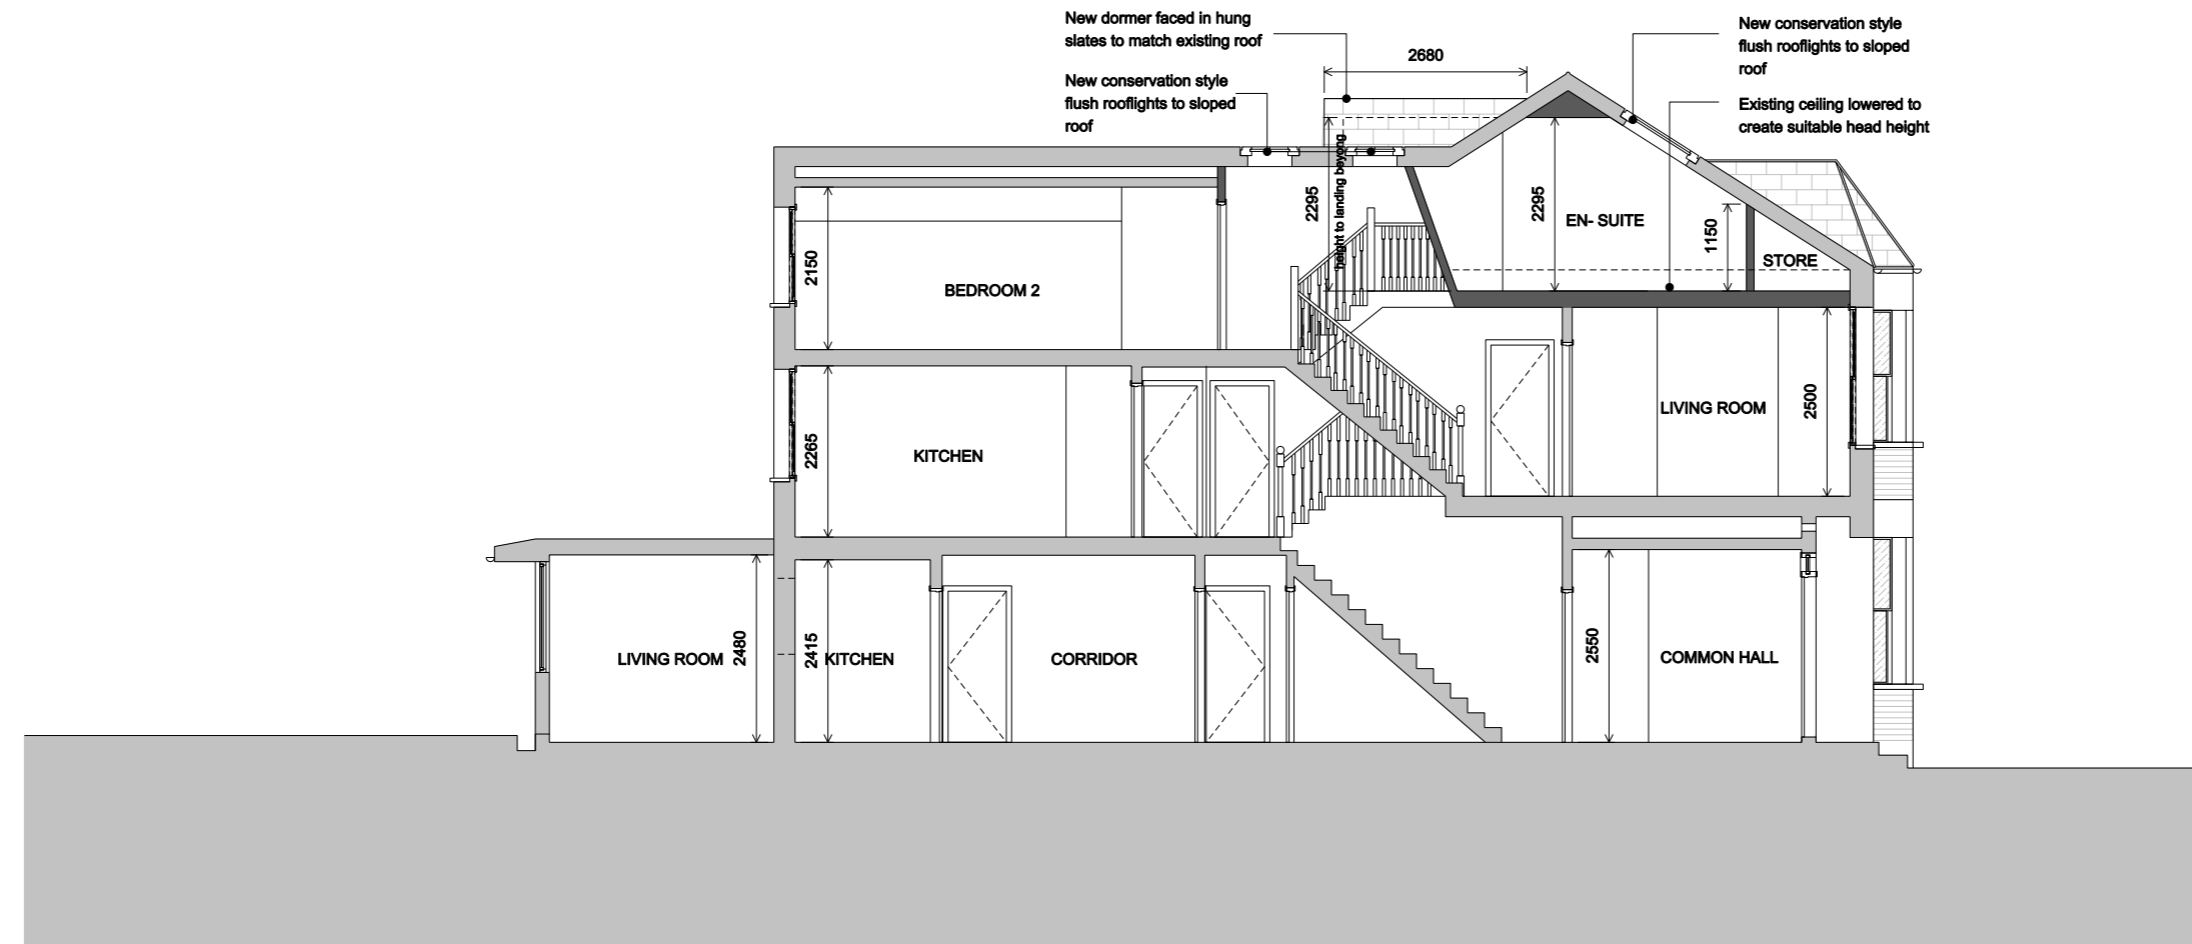 New dormer faced in hung
slates to match existing roof
New conservation style
flush rooflights to sloped
roof
2680
New conservation style
flush rooflights to sloped
roof
Existing ceiling lowered to
create suitable head height
2295
height to landing beyong
2295
EN- SUITE
1150
STORE
2150
BEDROOM 2
2265
KITCHEN
LIVING ROOM
2500
LIVING ROOM
2480
2415
KITCHEN
CORRIDOR
2550
COMMON HALL